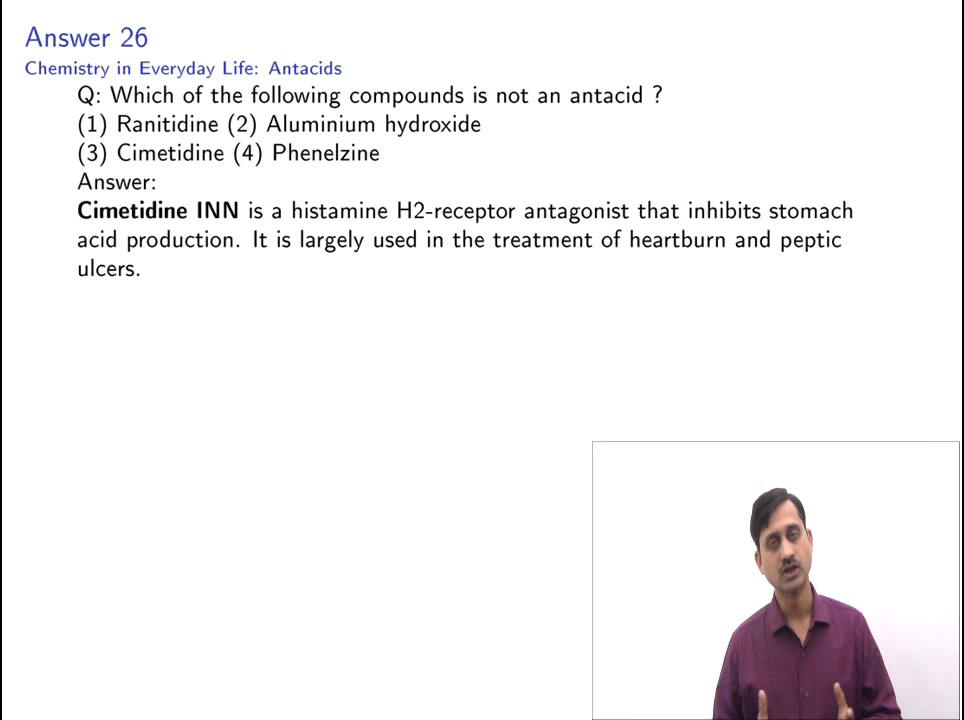 Answer 26
Chemistry in Everyday Life: Antacids
Q: Which of the following compounds is not an antacid ?
(1) Ranitidine (2) Aluminium hydroxide
(3) Cimetidine (4) Phenelzine
Answer:
Cimetidine INN is a histamine H2-receptor antagonist that inhibits stomach
acid production. It is largely used in the treatment of heartburn and peptic
ulcers.